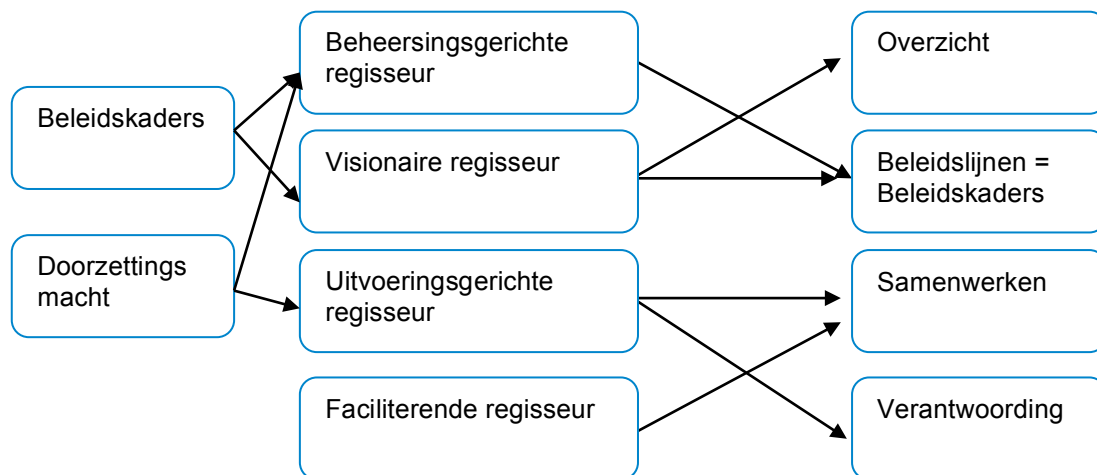 Beleidskaders
Doorzettings
macht
Beheersingsgerichte
regisseur
Visionaire regisseur
Uitvoeringsgerichte
regisseur
Faciliterende regisseur
Overzicht
Beleidslijnen =
Beleidskaders
Samenwerken
Verantwoording